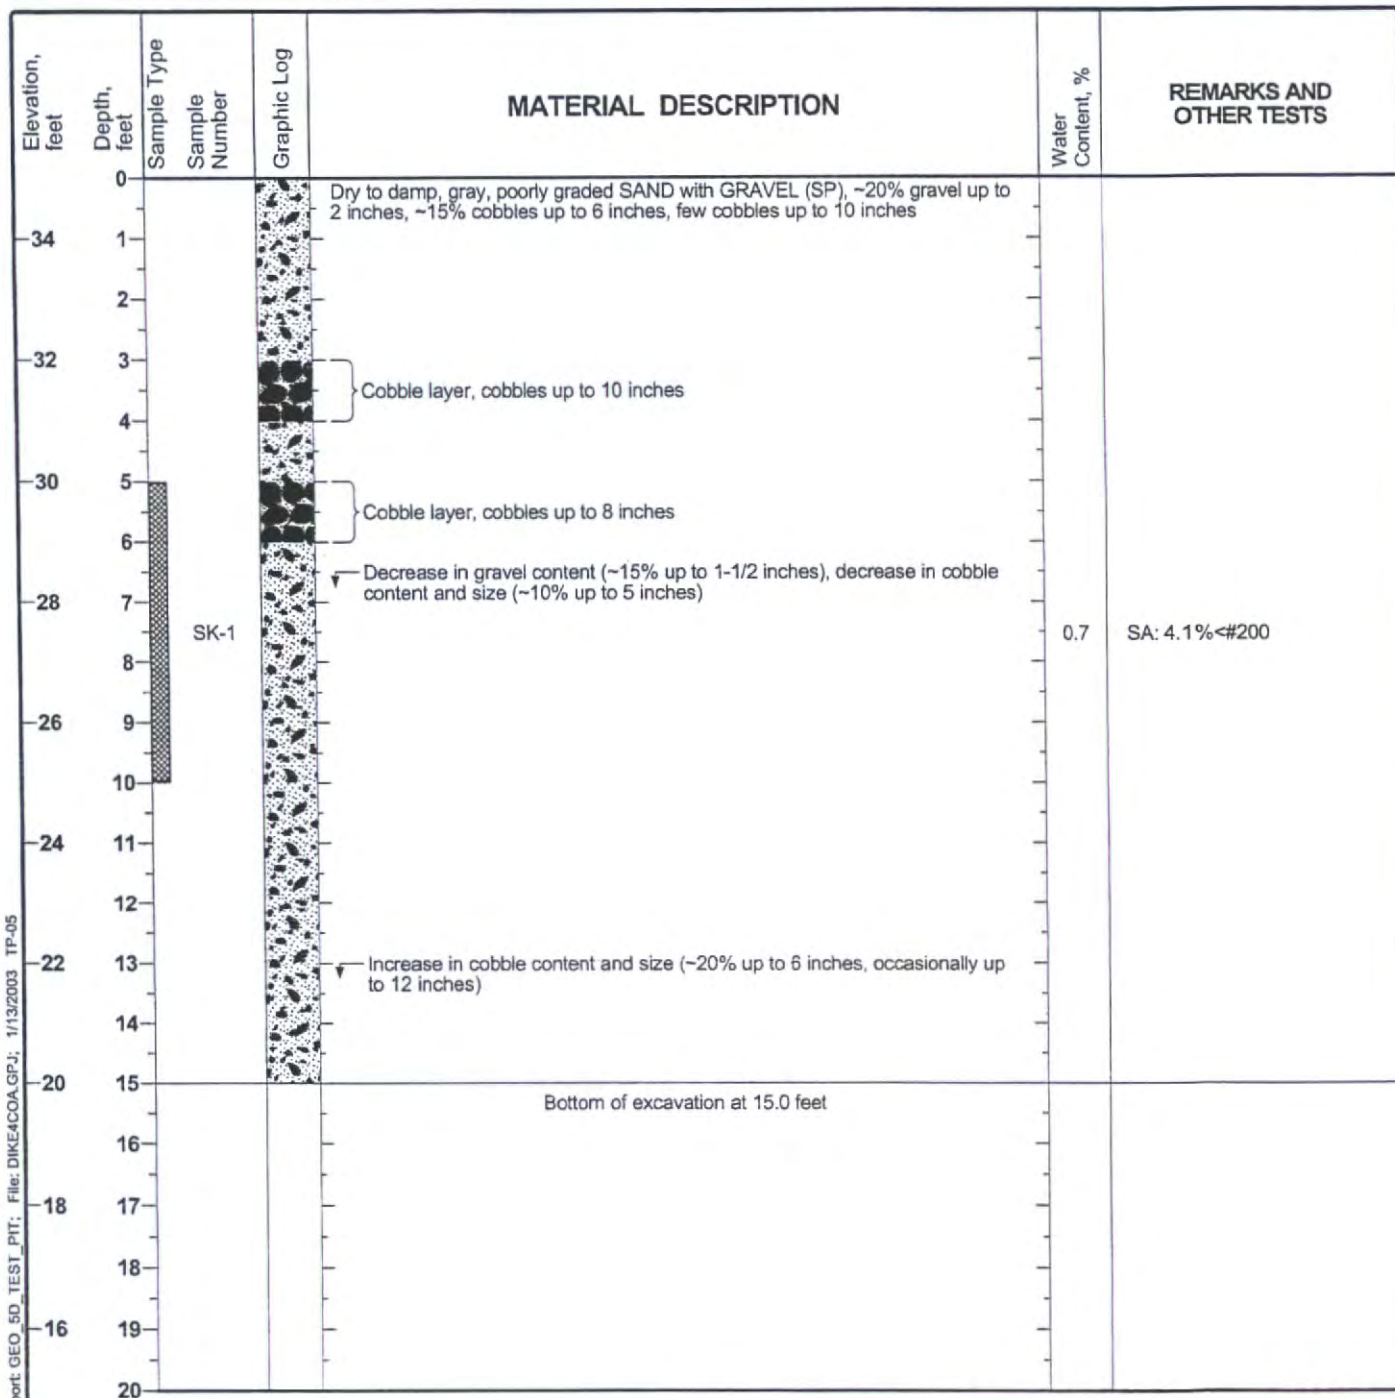 Elevation,
feet
Depth,
feet
Sample Type
Sample
Number
Graphic Log
MATERIAL DESCRIPTION
Water
Content, %
REMARKS AND
OTHER TESTS
0
Dry to damp, gray, poorly graded SAND with GRAVEL (SP), ~20% gravel up to
2 inches, ~15% cobbles up to 6 inches, few cobbles up to 10 inches
34
1
2
32
3
Cobble layer, cobbles up to 10 inches
4
30
5
Cobble layer, cobbles up to 8 inches
6
Decrease in gravel content (~15% up to 1-1/2 inches), decrease in cobble
content and size (~10% up to 5 inches)
28
7
SK-1
0.7
SA: 4.1%<#200
8
26
9
10
24
11
12
22
13
Increase in cobble content and size (~20% up to 6 inches, occasionally up
to 12 inches)
14
20
15
Bottom of excavation at 15.0 feet
16
18
17
18
16
19
20
GEO_5D_TEST_PIT; File: DIKE4COA.GPJ; 1/13/2003 TP-05